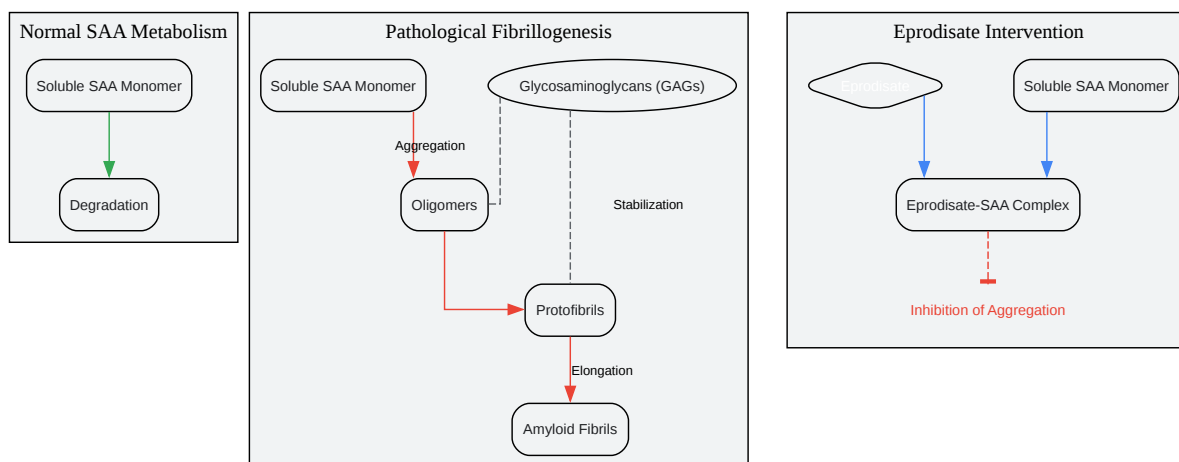 Normal SAA Metabolism
Soluble SAA Monomer
Degradation
Pathological Fibrillogenesis
Soluble SAA Monomer
Glycosaminoglycans (GAGs)
Aggregation
Oligomers
Stabilization
Protofibrils
Elongation
Amyloid Fibrils
Eprodisate Intervention
Eprodisate
Soluble SAA Monomer
Eprodisate-SAA Complex
Inhibition of Aggregation